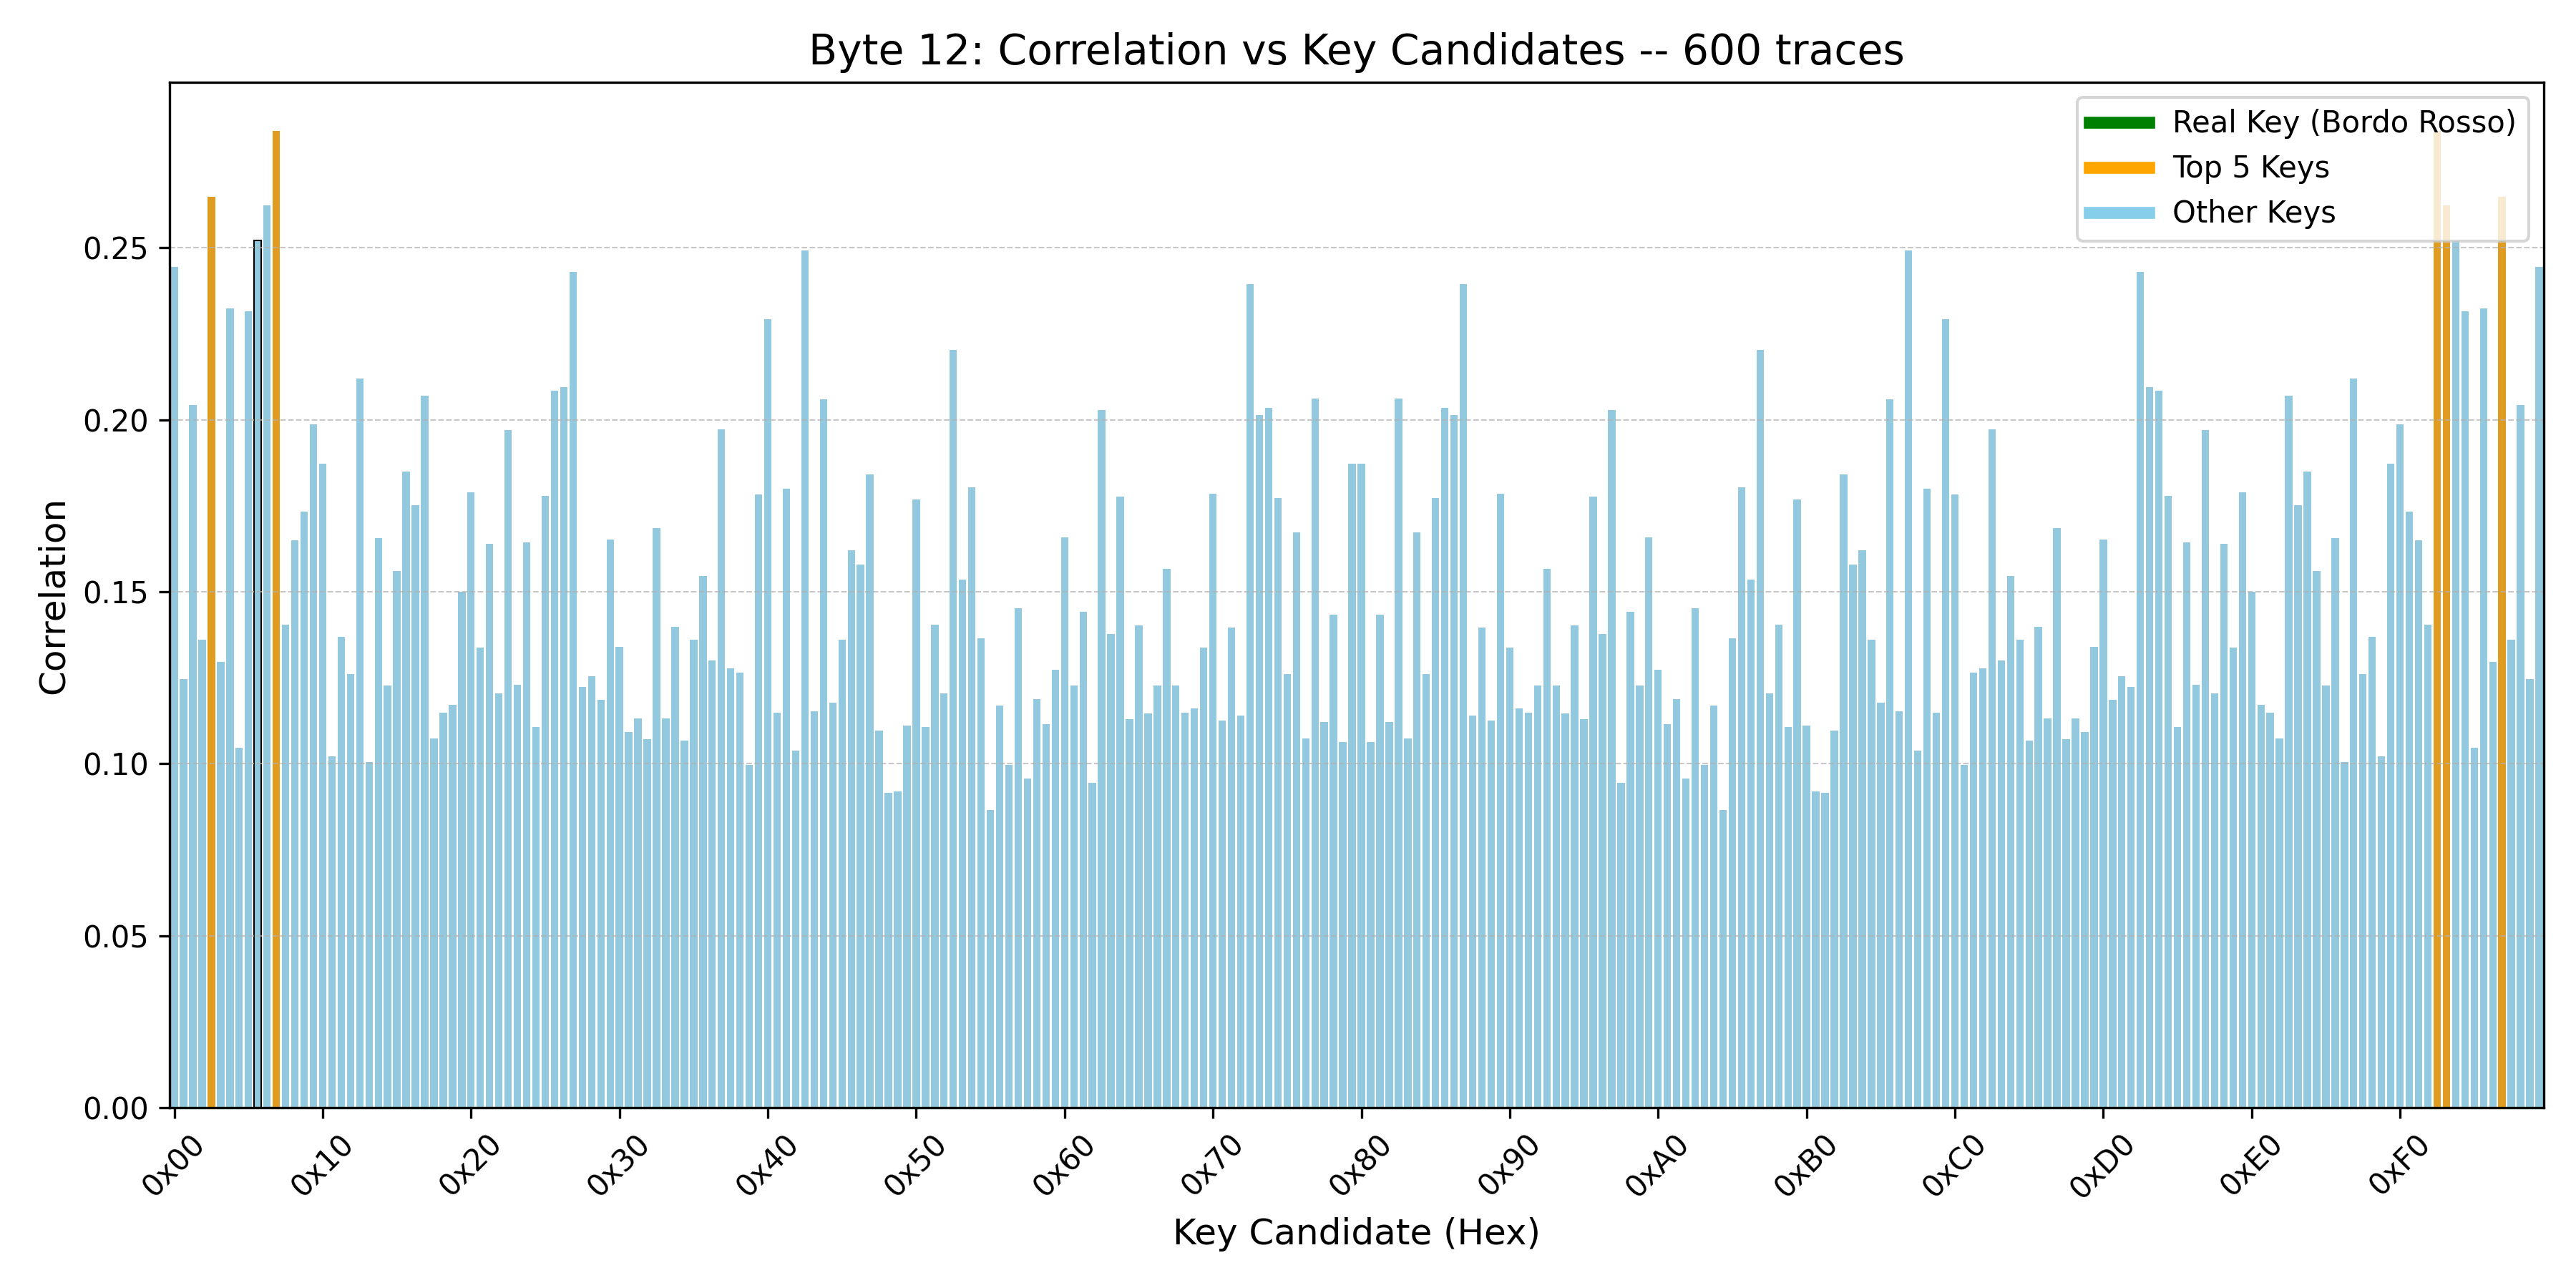 Byte 12: Correlation vs Key Candidates -- 600 traces
Real Key (Bordo Rosso)
Top 5 Keys
Other Keys
Correlation
0.25
0.20
0.15
0.10
0.05
0.00
0x00 0x10 0x20 0x30 0x40 0x50 0x60 0x70 0x80 0x90 0xA0 0xB0 0xC0 0xD0 0xE0 0xF0
Key Candidate (Hex)